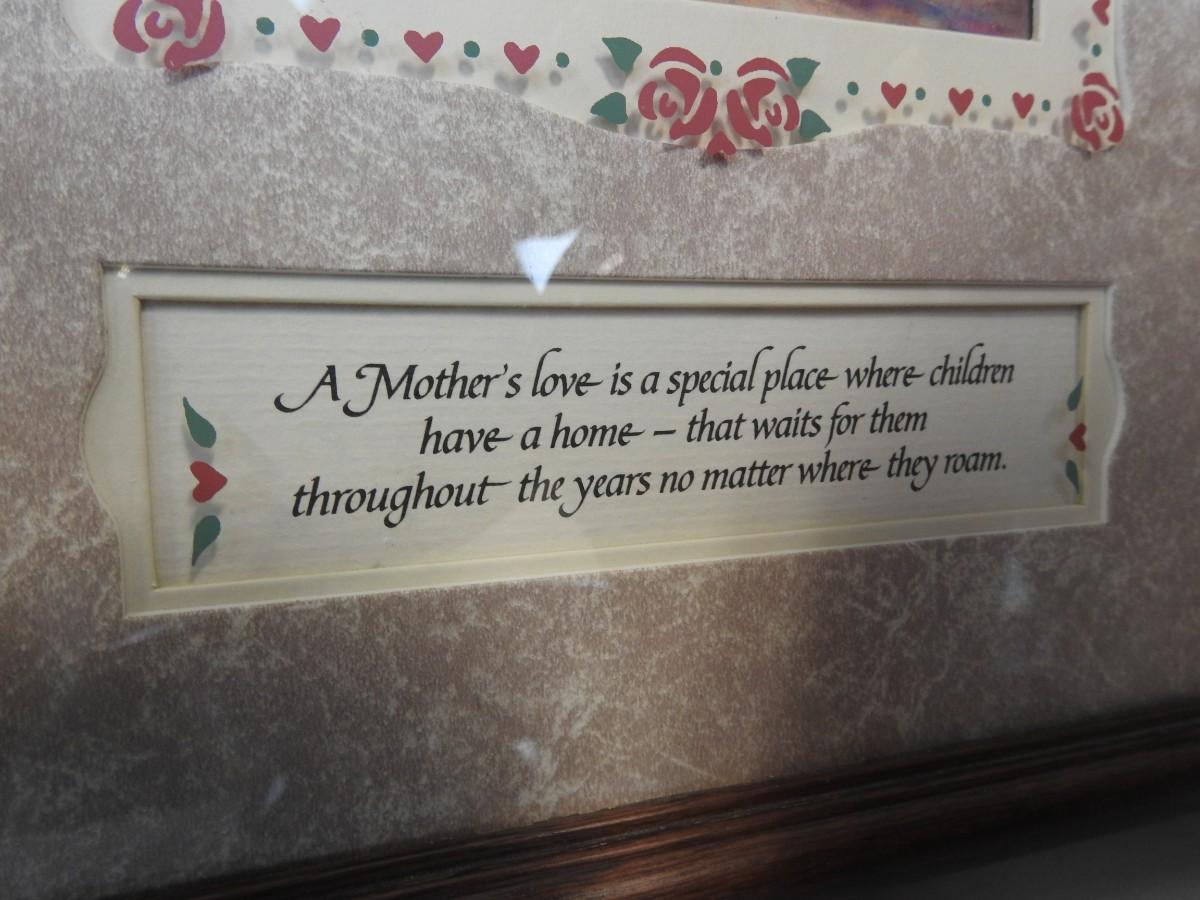 A Mother's love is a special place where children
have a home – that waits for them
throughout the years no matter where they roam.